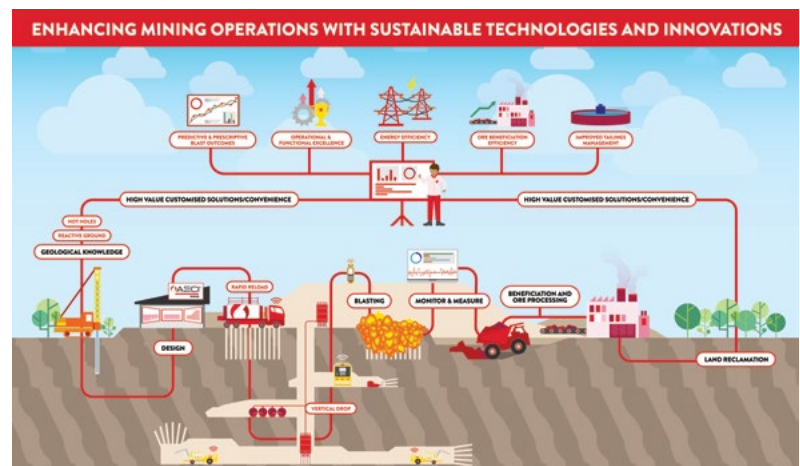 ENHANCING MINING OPERATIONS WITH SUSTAINABLE TECHNOLOGIES AND INNOVATIONS
PREDICTIVE & PRESCRIPTIVE
BLAST OUTCOMES
OPERATIONAL &
FUNCTIONAL EXCELLENCE
ENERGY EFFICIENCY
ORE BENEFICIATION
EFFICIENCY
IMPROVED TAILINGS
MANAGEMENT
HIGH VALUE CUSTOMISED SOLUTIONS/CONVENIENCE
HIGH VALUE CUSTOMISED SOLUTIONS/CONVENIENCE
HOT HOLES
REACTIVE GROUND
GEOLOGICAL KNOWLEDGE
AECI
RAPID RELOAD
BLASTING
MONITOR & MEASURE
BENEFICIATION AND
ORE PROCESSING
DESIGN
LAND RECLAMATION
VERTICAL DROP